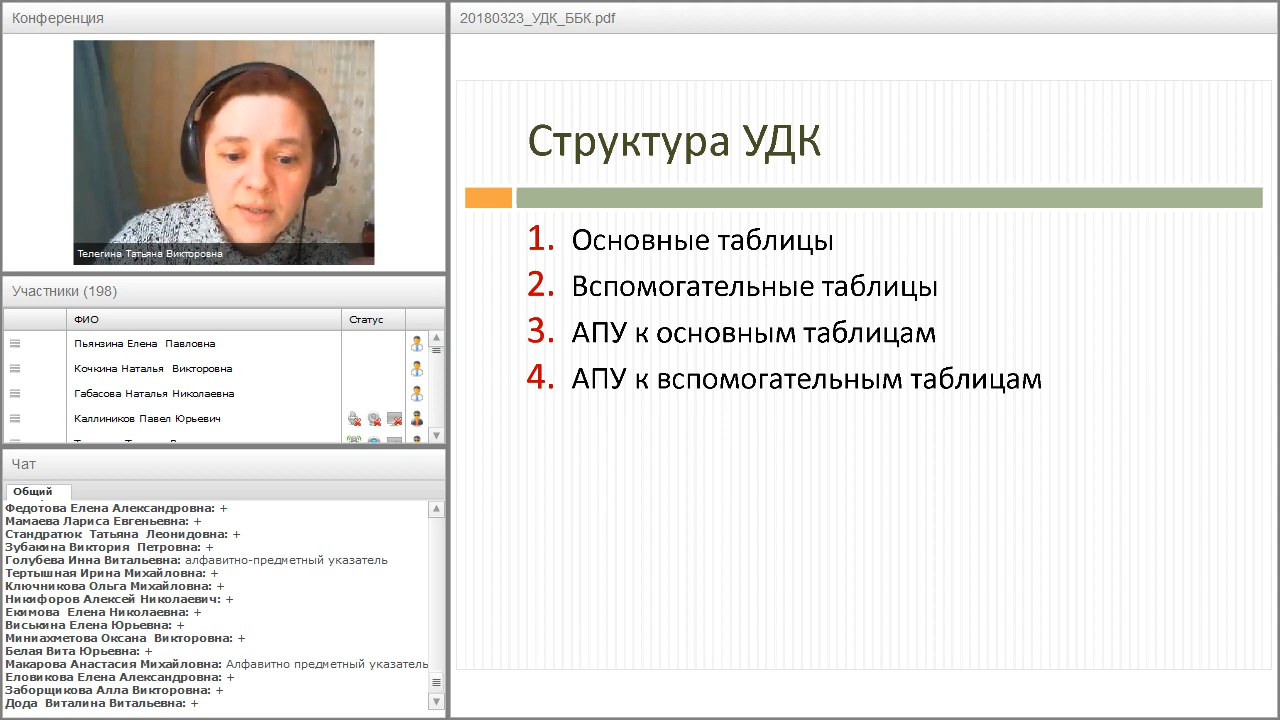 Конференция
Телегина Татьяна Викторовна
Участники (198)
ФИО
Статус
Пьянзина Елена Павловна
Кочкина Наталья Викторовна
Габасова Наталья Николаевна
Каллиников Павел Юрьевич
Чат
Общий
Федотова Елена Александровна: +
Мамаева Лариса Евгеньевна: +
Стандратюк Татьяна Леонидовна: +
Зубакина Виктория Петровна: +
Голубева Инна Витальевна: алфавитно-предметный указатель
Тертышная Ирина Михайловна: +
Ключникова Ольга Михайловна: +
Никифоров Алексей Николаевич: +
Екимова Елена Николаевна: +
Виськина Елена Юрьевна: +
Миниахметова Оксана Викторовна: +
Белая Вита Юрьевна: +
Макарова Анастасия Михайловна: Алфавитно предметный указатель
Еловикова Елена Александровна: +
Заборщикова Алла Викторовна: +
Дода Виталина Витальевна: +
20180323_УДК_ББК.pdf
Структура УДК
1. Основные таблицы
2. Вспомогательные таблицы
3. АПУ к основным таблицам
4. АПУ к вспомогательным таблицам